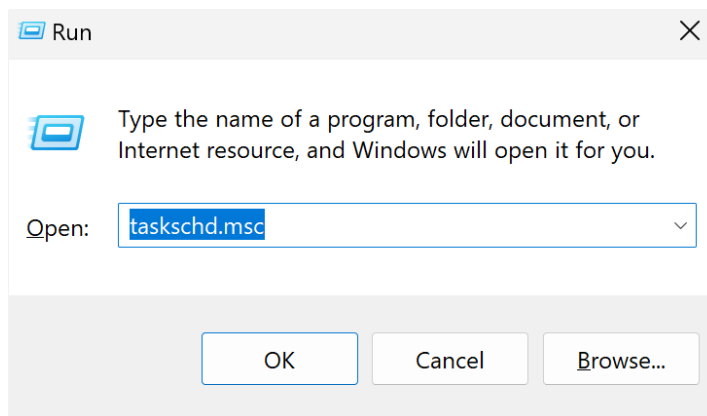 Run
Type the name of a program, folder, document, or
Internet resource, and Windows will open it for you.
Open: taskschd.msc
OK Cancel Browse...